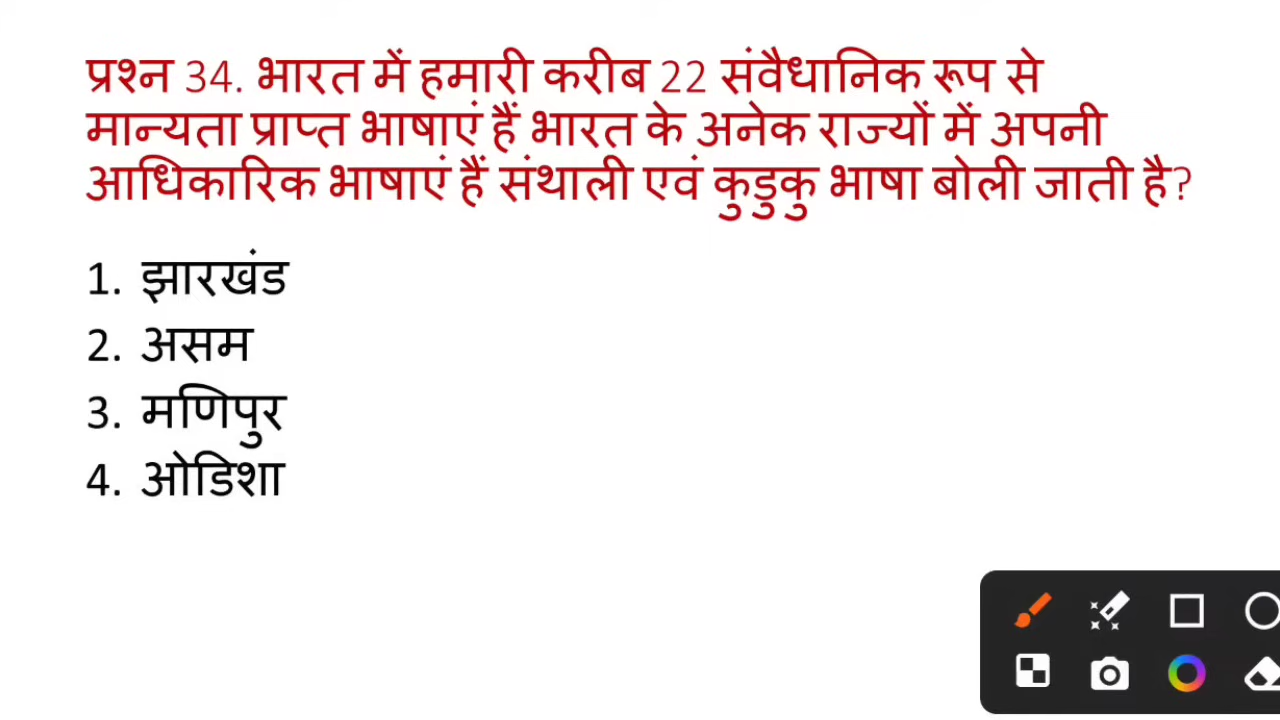 प्रश्न 34. भारत में हमारी करीब 22 संवैधानिक रूप से
मान्यता प्राप्त भाषाएं हैं भारत के अनेक राज्यों में अपनी
आधिकारिक भाषाएं हैं संथाली एवं कुडुकु भाषा बोली जाती है?
1. झारखंड
2. असम
3. मणिपुर
4. ओडिशा